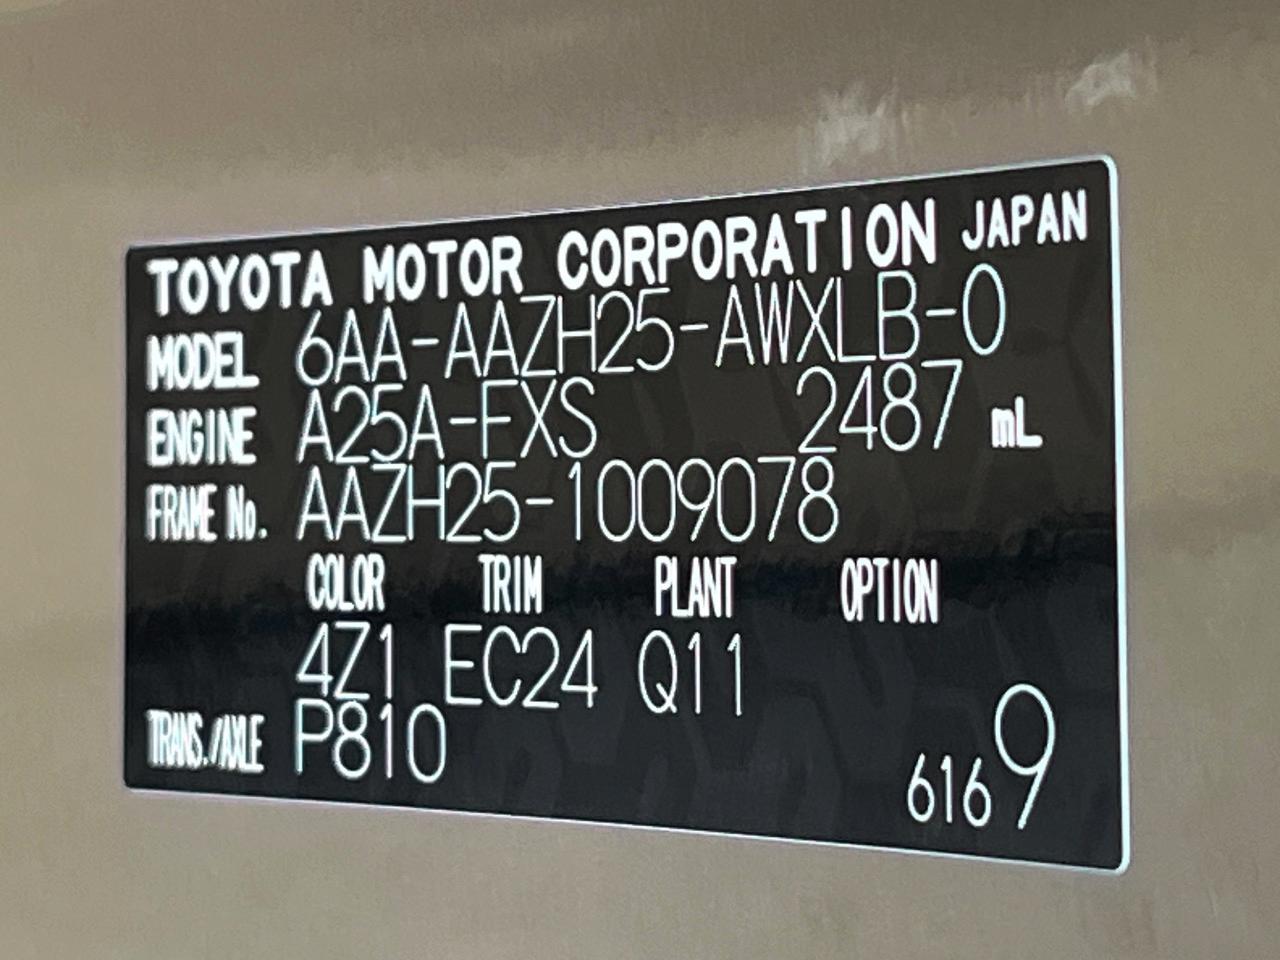 TOYOTA MOTOR CORPORATION JAPAN
MODEL 6AA-AAZH25-AWXLB-0
ENGINE A25A-FXS 2487 mL
FRAME No. AAZH25-1009078
COLOR TRIM PLANT OPTION
4Z1 EC24 Q11
TRANS./AXLE P810
6169